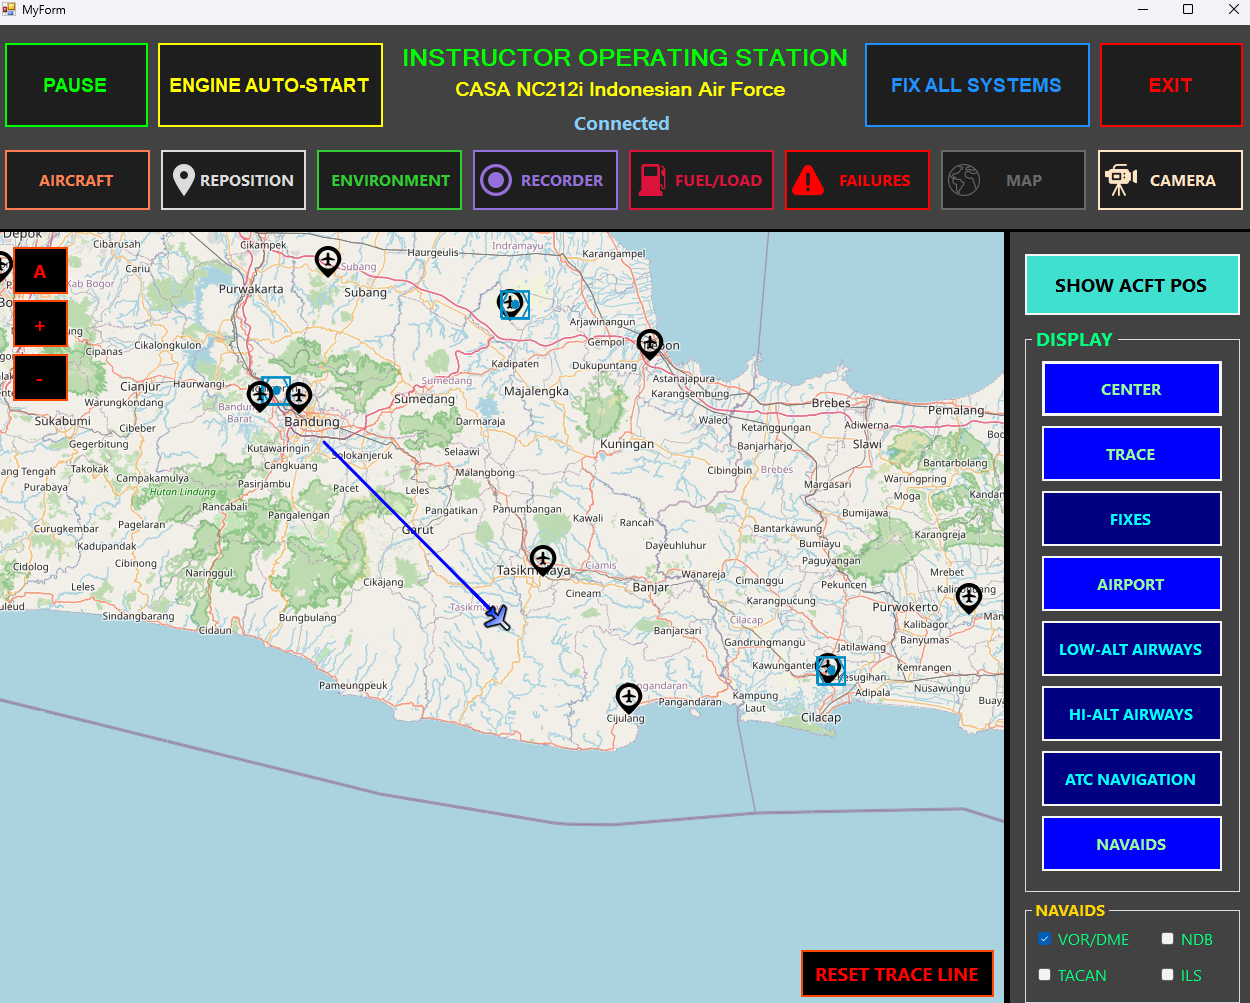 MyForm
PAUSE
ENGINE AUTO-START
INSTRUCTOR OPERATING STATION
CASA NC212i Indonesian Air Force
Connected
FIX ALL SYSTEMS
EXIT
AIRCRAFT
REPOSITION
ENVIRONMENT
RECORDER
FUEL/LOAD
FAILURES
MAP
CAMERA
A
+
-
Depok
Cibarusah
Cikampek
Haurgeulis
Indramayu
Karangampel
Cariu
Kab Bogor
Subang
Purwakarta
Subang
Arjawinangun
Gempol
Cipanas
Cikalongkulon
Kadipaten
Dukupuntang
Cianjur
Haurwangi
Sumedang
Astanajapura
Karangsembung
Majalengka
Warungkondang
Sumedang
Brebes
Pemalang
Sukabumi
Cibeber
Bandung
Darmaraja
Waled
Ketanggungan
Adiwerna
Barat
Gegerbitung
Kutawaringin
Solokanjeruk
Selaawi
Kuningan
Banjarharjo
Slawi
Takokak
Cangkuang
Malangbong
Cibingbin
Brebes
Bantarbolang
Purabaya
Campakamulya
Pasirjambu
Pacet
Leles
Margasari
Warungpring
Hutan Lindung
Moga
Rancabali
Pangalengan
Pangatikan
Panumbangan
Kawali
Rancah
Bumijawa
Curugkembar
Pagelaran
Garut
Bantarkawung
Karangreja
Kadupandak
Dayeuhluhur
Bumiayu
Cidolog
Cibinong
Paguyangan
Naringgul
Cikajang
Tasikmalaya
Ciamis
Wanareja
Cimanggu
Mrebet
Leles
Cineam
Banjar
Pekuncen
Karangpucung
Purwokerto
Sindangbarang
Bungbulang
Cilacap
Kalibagor
Cidaun
Banjarsari
Gandrungmangu
Banyumas
Jatilawang
Kawunganten
Kesugihan
Kemrangen
Pameungpeuk
Pangandaran
Kampung
Laut
Adipala
Nusawungu
Cijulang
Cilacap
RESET TRACE LINE
SHOW ACFT POS
DISPLAY
CENTER
TRACE
FIXES
AIRPORT
LOW-ALT AIRWAYS
HI-ALT AIRWAYS
ATC NAVIGATION
NAVAIDS
NAVAIDS
VOR/DME
NDB
TACAN
ILS